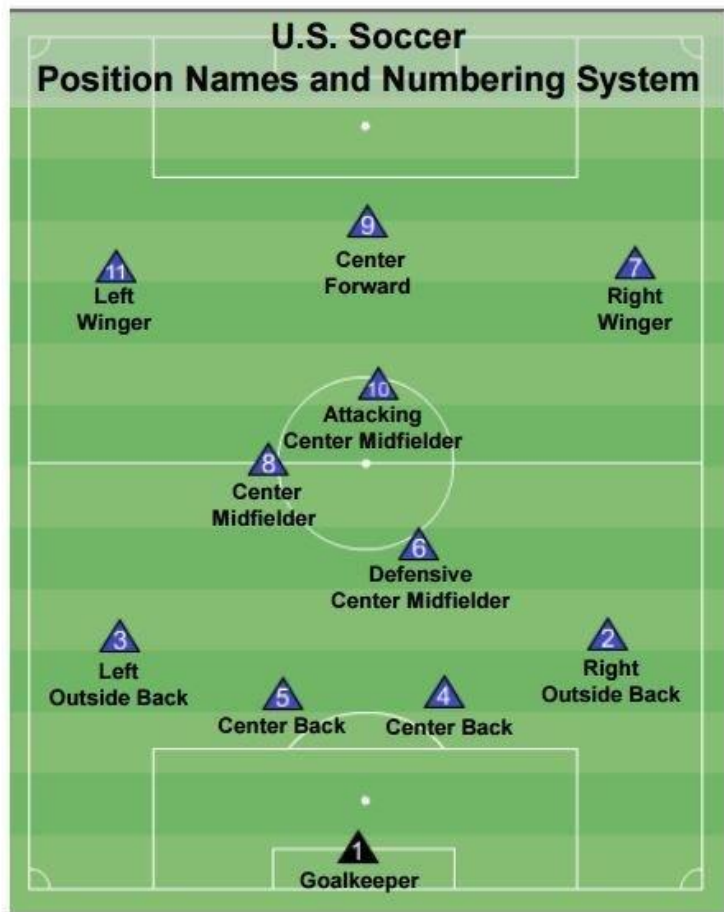 U.S. Soccer
Position Names and Numbering System
9
Center
Forward
11
Left
Winger
7
Right
Winger
10
Attacking
Center Midfielder
8
Center
Midfielder
6
Defensive
Center Midfielder
3
Left
Outside Back
2
Right
Outside Back
5
Center Back
4
Center Back
1
Goalkeeper